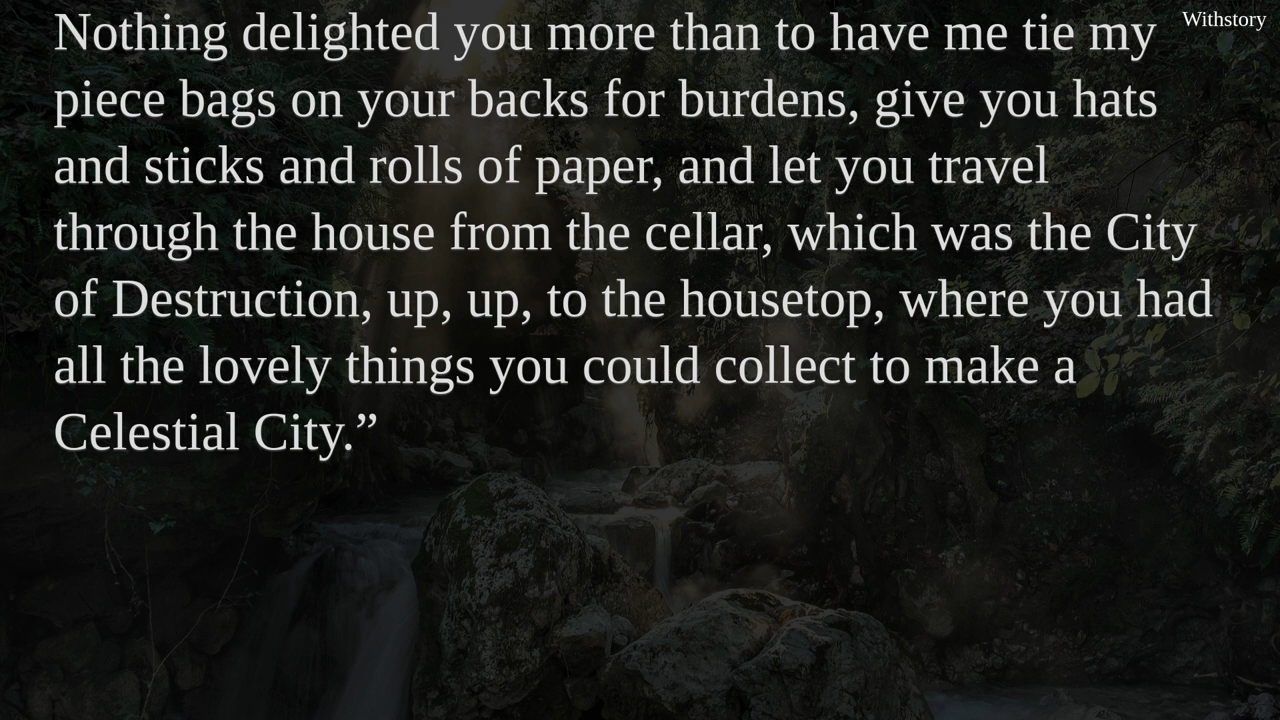 Nothing delighted you more than to have me tie my
piece bags on your backs for burdens, give you hats
and sticks and rolls of paper, and let you travel
through the house from the cellar, which was the City
of Destruction, up, up, to the housetop, where you had
all the lovely things you could collect to make a
Celestial City.”
Withstory